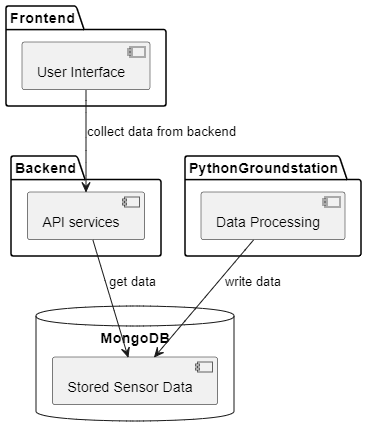 Frontend
User Interface
collect data from backend
Backend
API services
PythonGroundstation
Data Processing
get data
write data
MongoDB
Stored Sensor Data